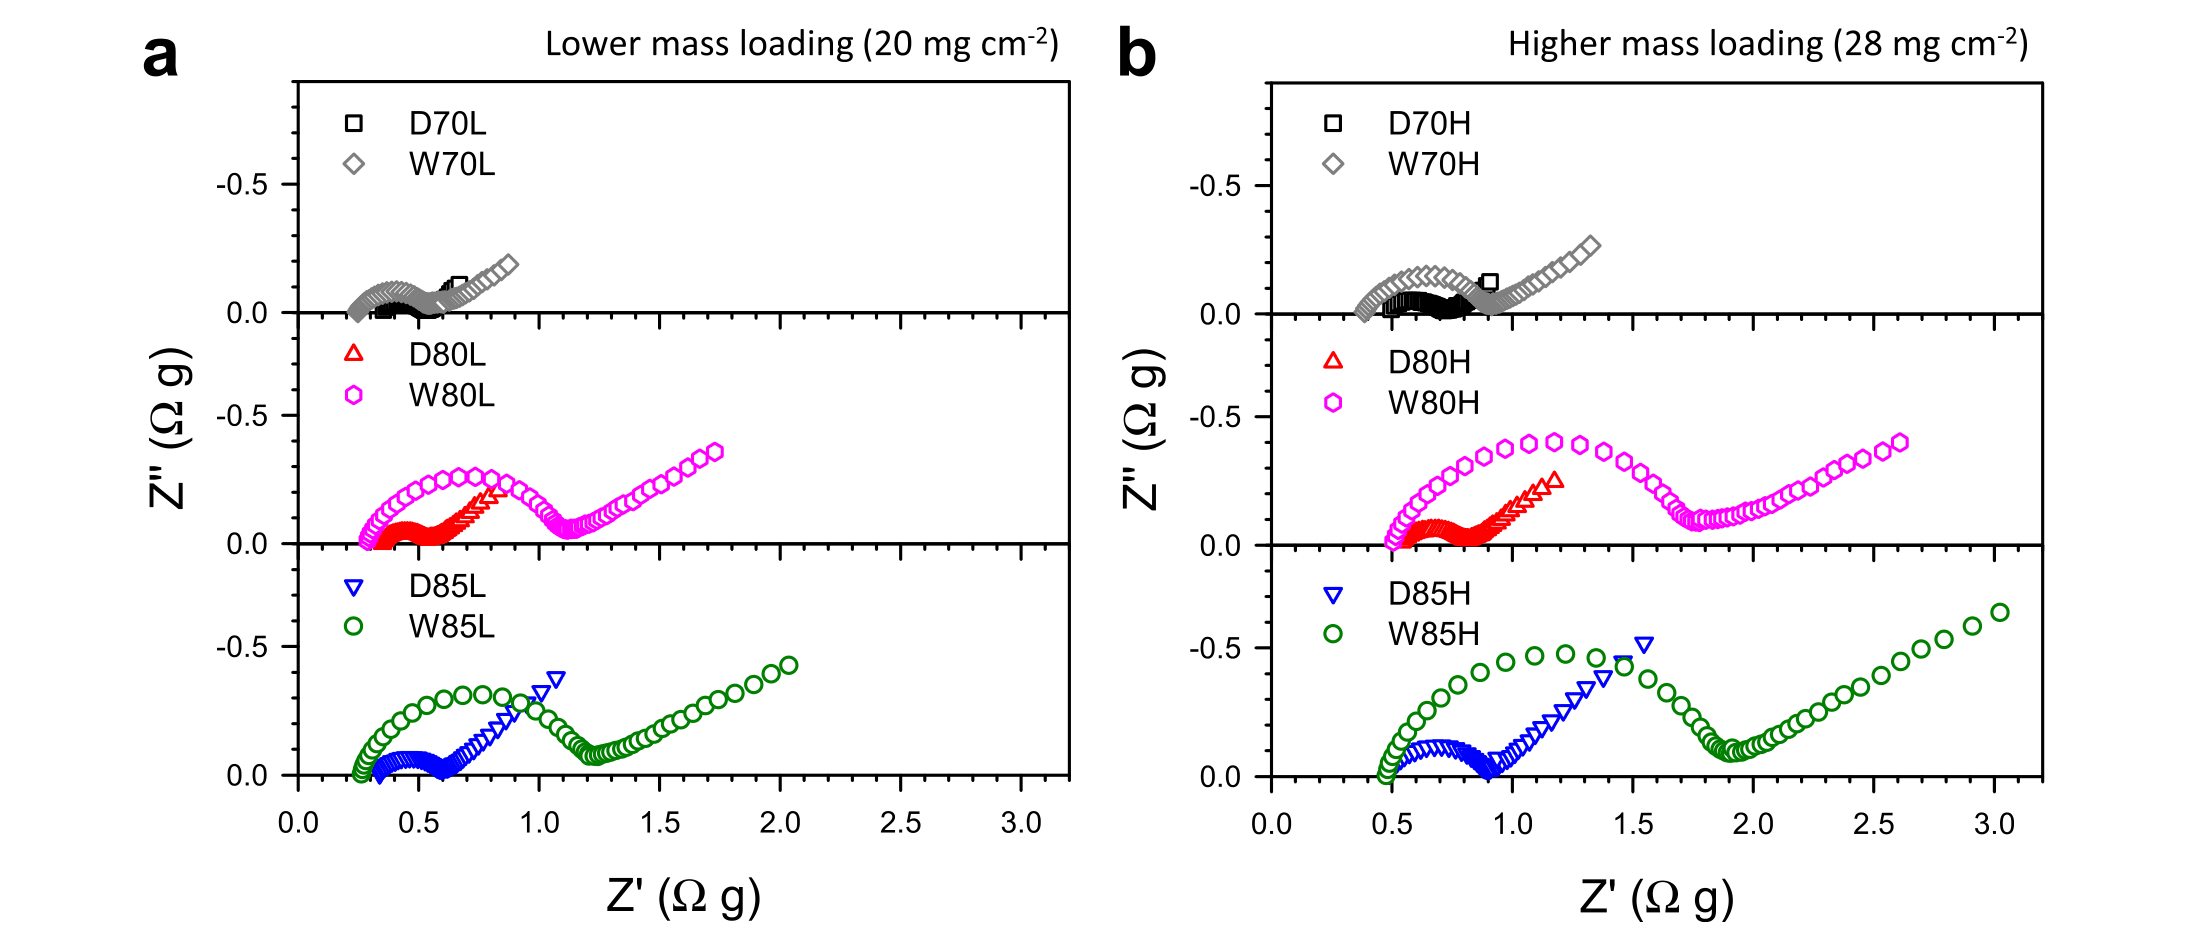 a
Lower mass loading (20 mg cm-2)
D70L
W70L
-0.5
0.0
D80L
W80L
-0.5
0.0
D85L
W85L
-0.5
0.0
0.0 0.5 1.0 1.5 2.0 2.5 3.0
Z'' (Ω g)
Z' (Ω g)
b
Higher mass loading (28 mg cm-2)
D70H
W70H
-0.5
0.0
D80H
W80H
-0.5
0.0
D85H
W85H
-0.5
0.0
0.0 0.5 1.0 1.5 2.0 2.5 3.0
Z'' (Ω g)
Z' (Ω g)